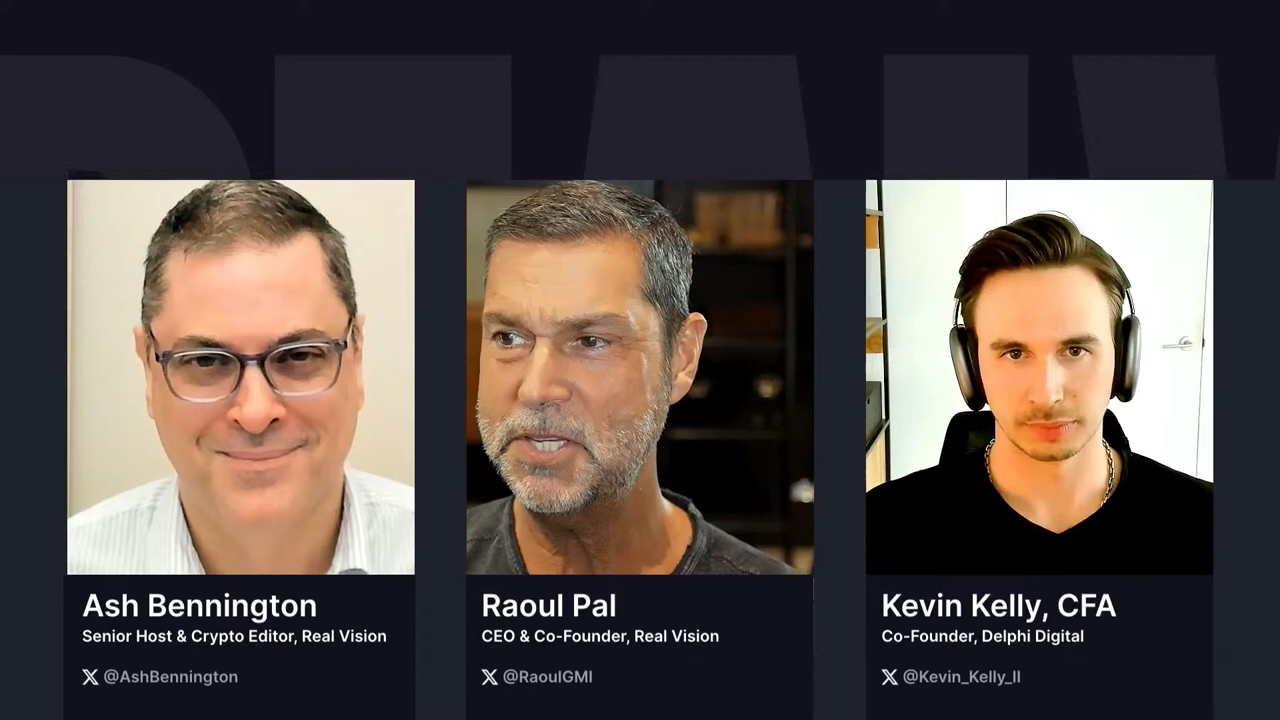 Ash Bennington
Senior Host & Crypto Editor, Real Vision
X @AshBennington
Raoul Pal
CEO & Co-Founder, Real Vision
X @RaoulGMI
Kevin Kelly, CFA
Co-Founder, Delphi Digital
X @Kevin_Kelly_II